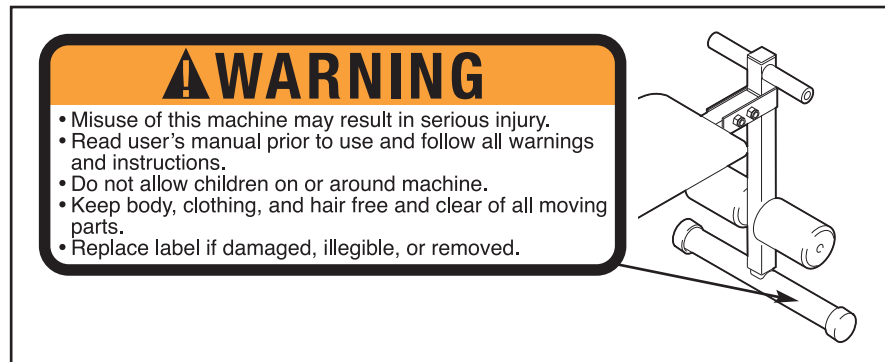 WARNING
• Misuse of this machine may result in serious injury.
• Read user's manual prior to use and follow all warnings
and instructions.
• Do not allow children on or around machine.
• Keep body, clothing, and hair free and clear of all moving
parts.
• Replace label if damaged, illegible, or removed.